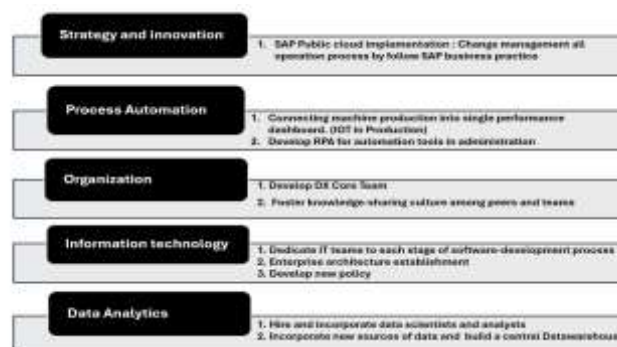 Strategy and innovation
1. SAP Public cloud implementation : Change management all
operation process by follow SAP business practice
Process Automation
1. Connecting machine production into single performance
dashboard. (IOT in Production)
2. Develop RPA for automation tools in administration
Organization
1. Develop DX Core Team
2. Foster knowledge-sharing culture among peers and teams
Information technology
1. Dedicate IT teams to each stage of software-development process
2. Enterprise architecture establishment
3. Develop new policy
Data Analytics
1. Hire and incorporate data scientists and analysts
2. Incorporate new sources of data and build a central Datawarehous